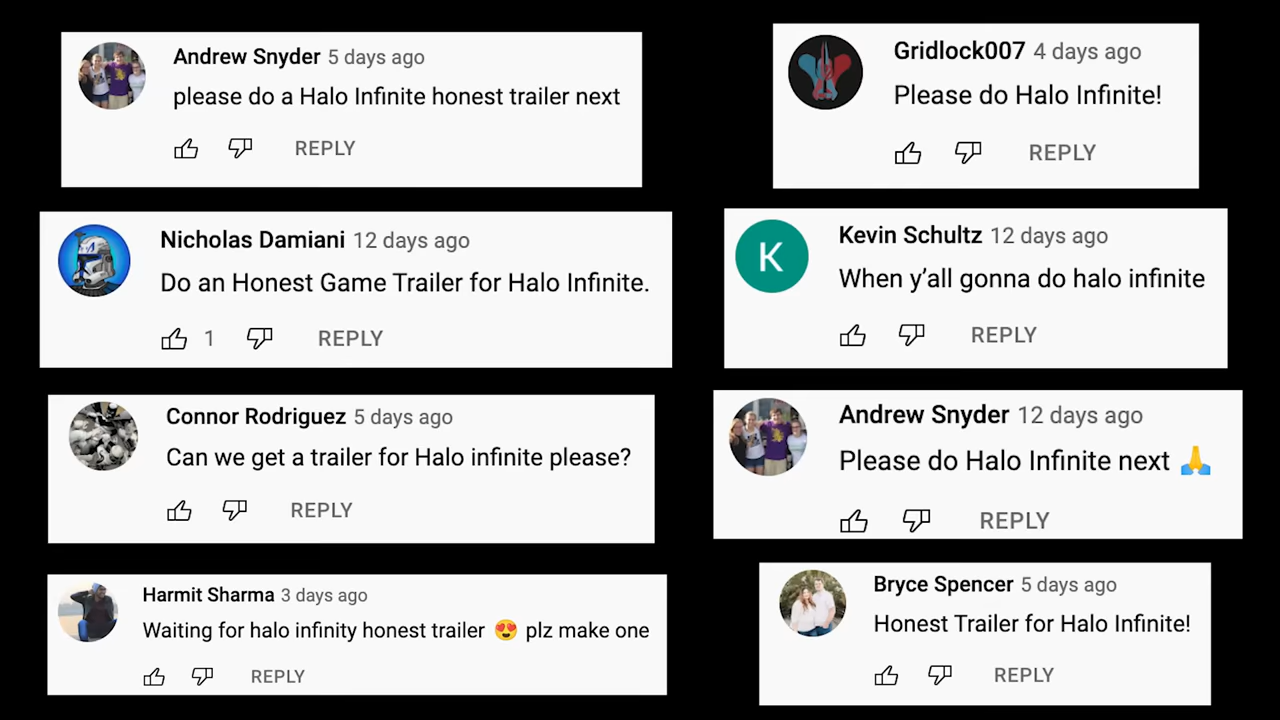 Andrew Snyder 5 days ago
please do a Halo Infinite honest trailer next
REPLY
Gridlock007 4 days ago
Please do Halo Infinite!
REPLY
Nicholas Damiani 12 days ago
Do an Honest Game Trailer for Halo Infinite.
1 REPLY
Kevin Schultz 12 days ago
K
When y'all gonna do halo infinite
REPLY
Connor Rodriguez 5 days ago
Can we get a trailer for Halo infinite please?
REPLY
Andrew Snyder 12 days ago
Please do Halo Infinite next 🙏
REPLY
Harmit Sharma 3 days ago
Waiting for halo infinity honest trailer 😍 plz make one
REPLY
Bryce Spencer 5 days ago
Honest Trailer for Halo Infinite!
REPLY